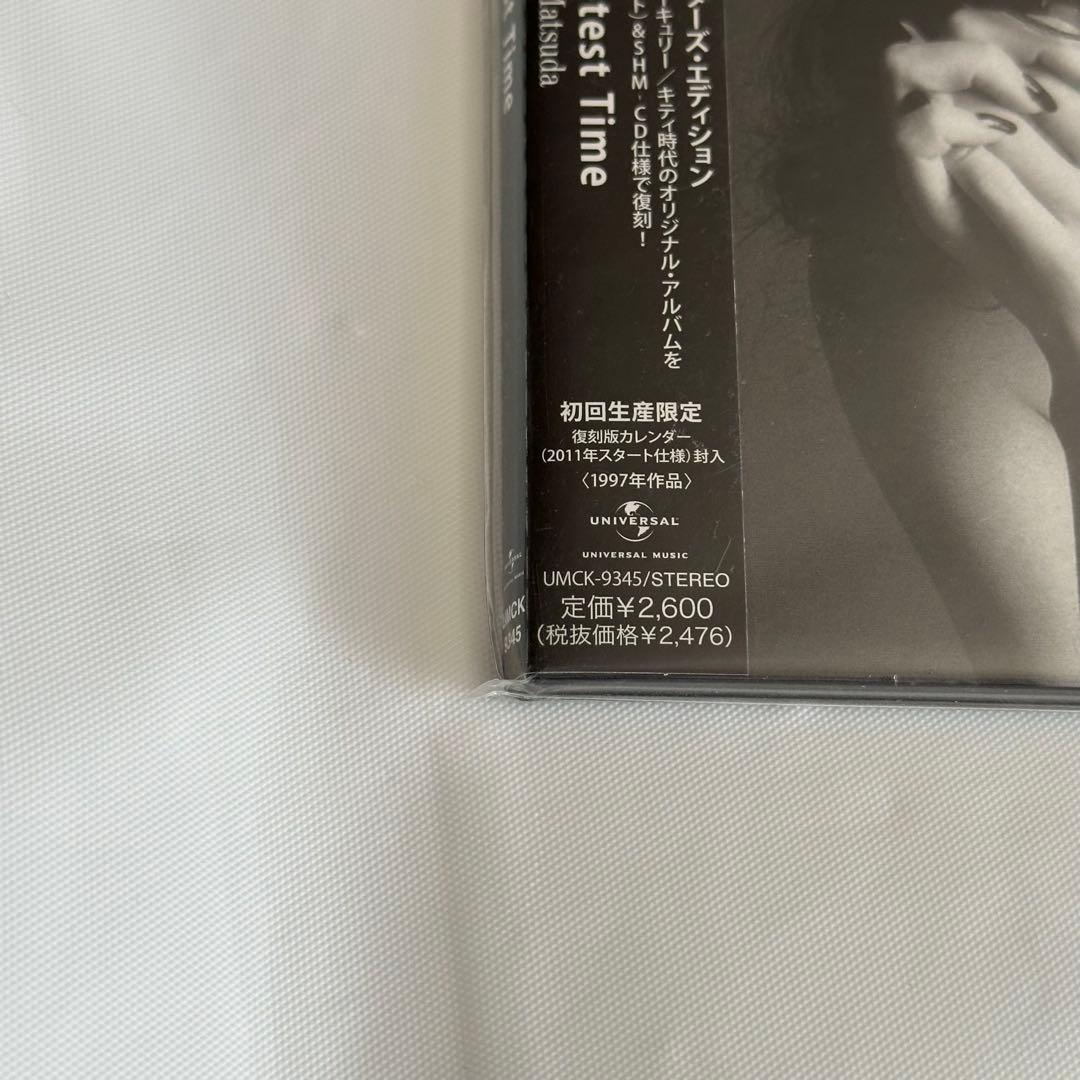 ーズ・エディション
ーキュリー/キティ時代のオリジナル・アルバムを
ト)&SHM-CD仕様で復刻!
test Time
Matsuda
初回生産限定
復刻版カレンダー
(2011年スタート仕様)封入
〈1997年作品〉
UNIVERSAL
UNIVERSAL MUSIC
UMCK-9345/STEREO
定価¥2,600
(税抜価格¥2,476)
A Time
UMCK
9345